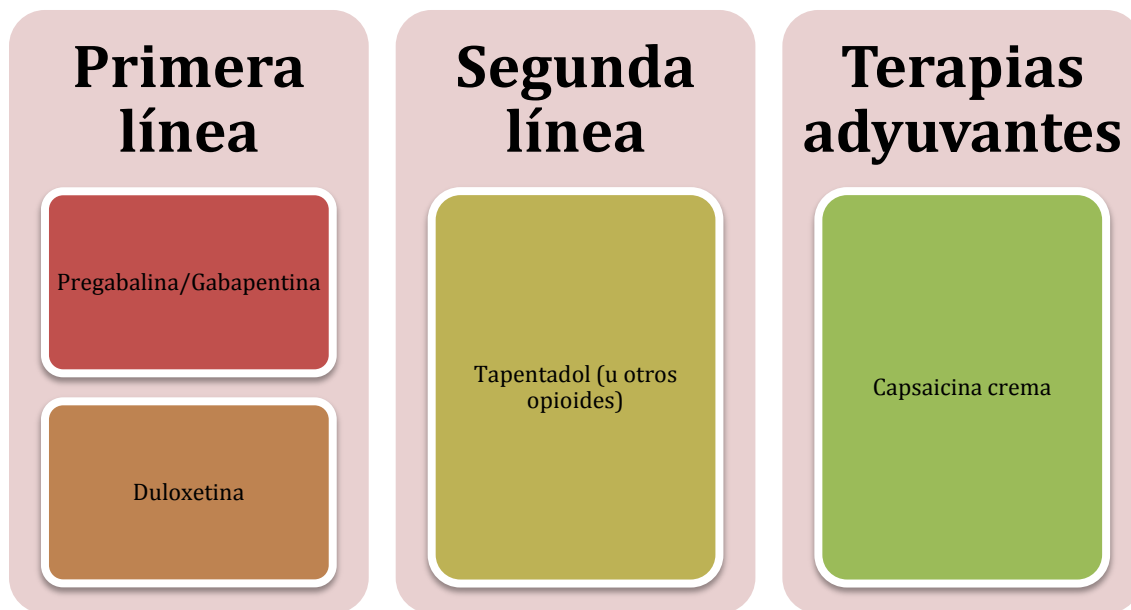 Primera
línea
Pregabalina/Gabapentina
Duloxetina
Segunda
línea
Tapentadol (u otros
opioides)
Terapias
adyuvantes
Capsaicina crema